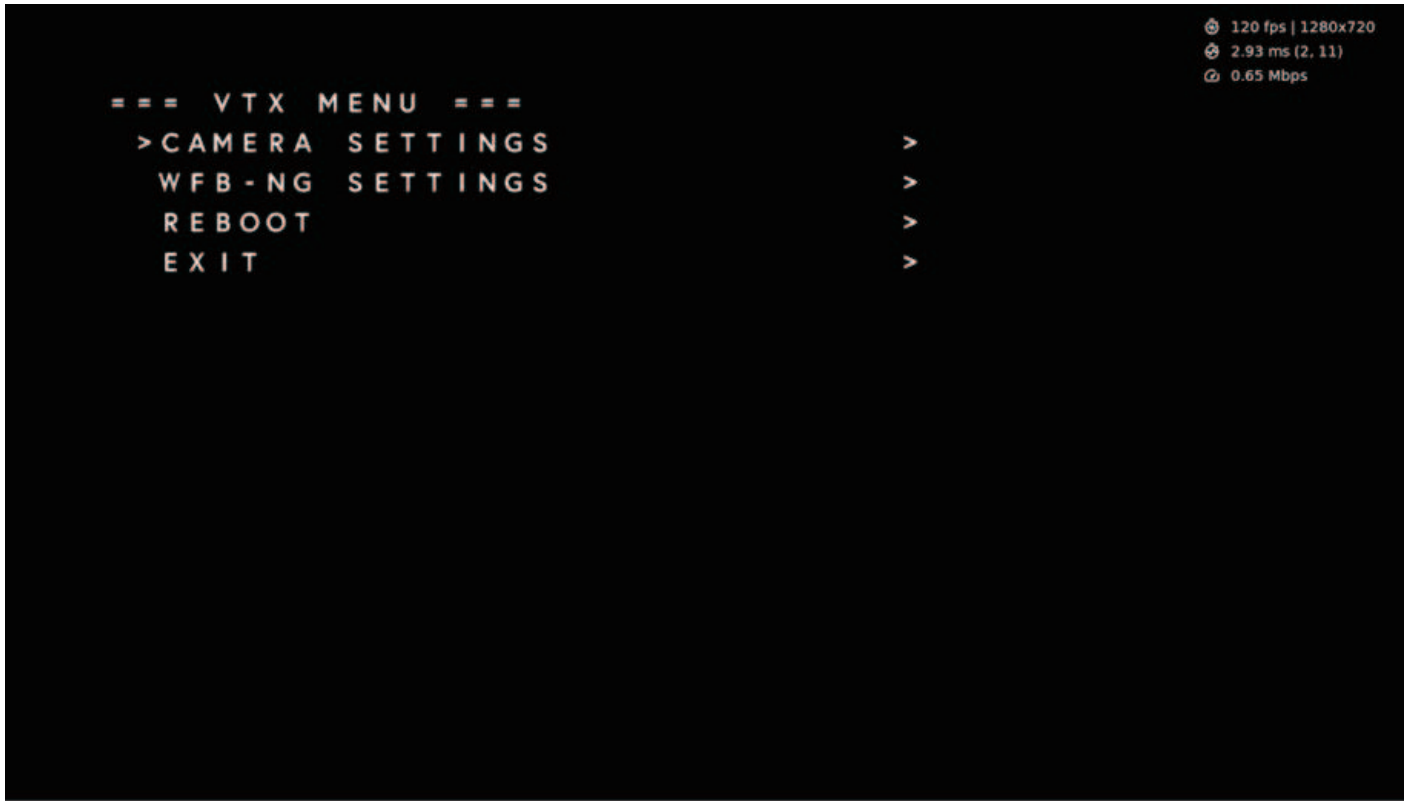 120 fps | 1280x720
2.93 ms (2, 11)
0.65 Mbps
=== VTX MENU ===
>CAMERA SETTINGS >
WFB-NG SETTINGS >
REBOOT >
EXIT >